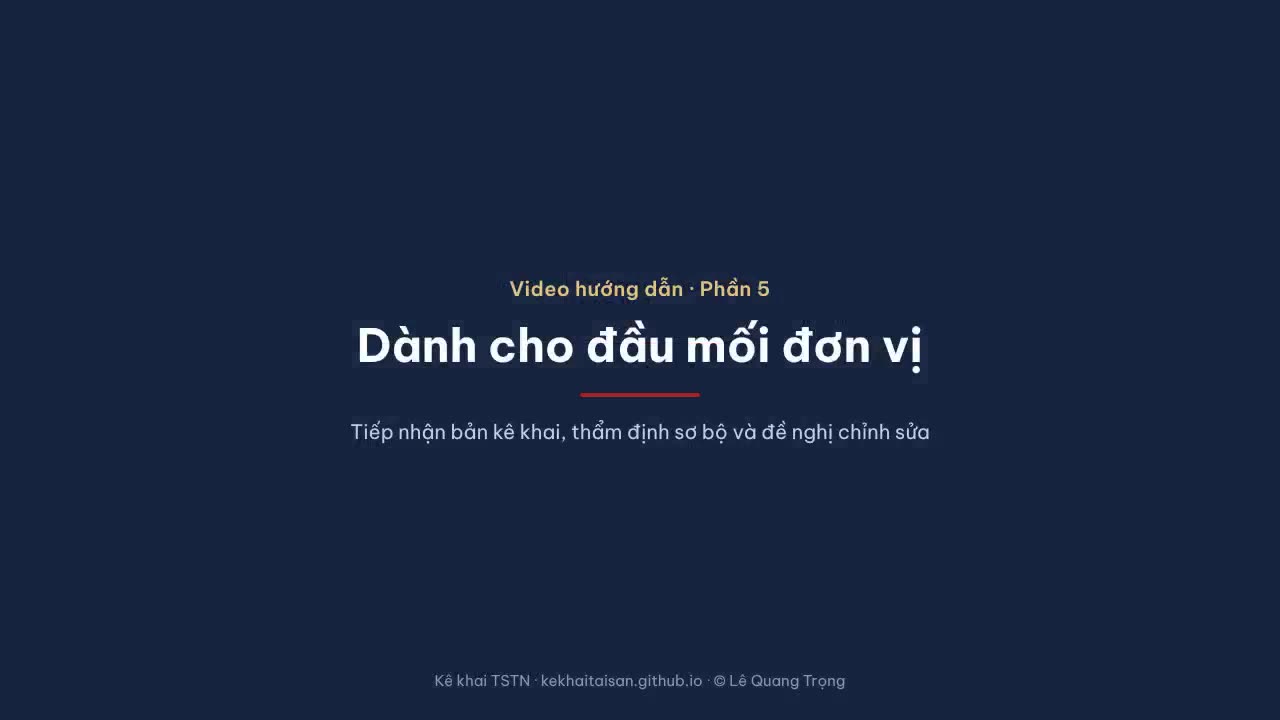 Video hướng dẫn · Phần 5
Dành cho đầu mối đơn vị
Tiếp nhận bản kê khai, thẩm định sơ bộ và đề nghị chỉnh sửa
Kê khai TSTN · kekhaitaisan.github.io · © Lê Quang Trọng